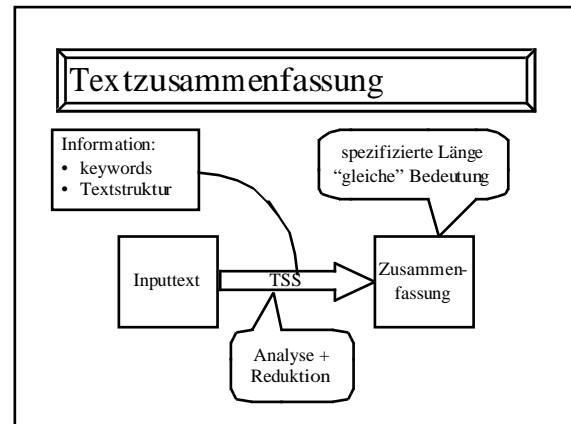 Textzusammenfassung
Information:
• keywords
• Textstruktur
spezifizierte Länge
“gleiche” Bedeutung
Inputtext
TSS
Zusammen-
fassung
Analyse +
Reduktion